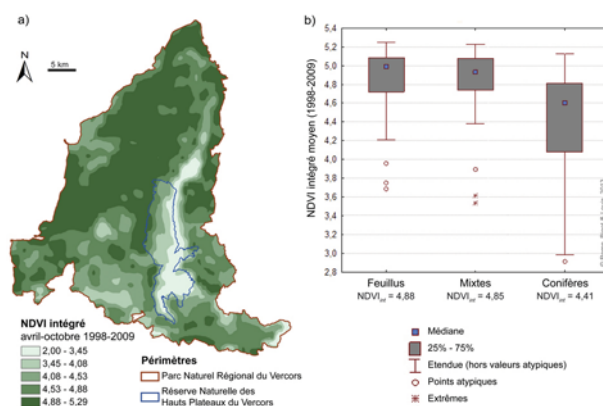 a)
N
5 km
NDVI intégré
avril-octobre 1998-2009
2,00 - 3,45
3,45 - 4,08
4,08 - 4,53
4,53 - 4,88
4,88 - 5,29
Périmètres
Parc Naturel Régional du Vercors
Réserve Naturelle des
Hauts Plateaux du Vercors
b)
NDVI intégré moyen (1998-2009)
5,4
5,2
5,0
4,8
4,6
4,4
4,2
4,0
3,8
3,6
3,4
3,2
3,0
2,8
Feuillus
Mixtes
Conifères
NDVIint = 4,88
NDVIint = 4,85
NDVIint = 4,41
Médiane
25% - 75%
Etendue (hors valeurs atypiques)
Points atypiques
Extrêmes